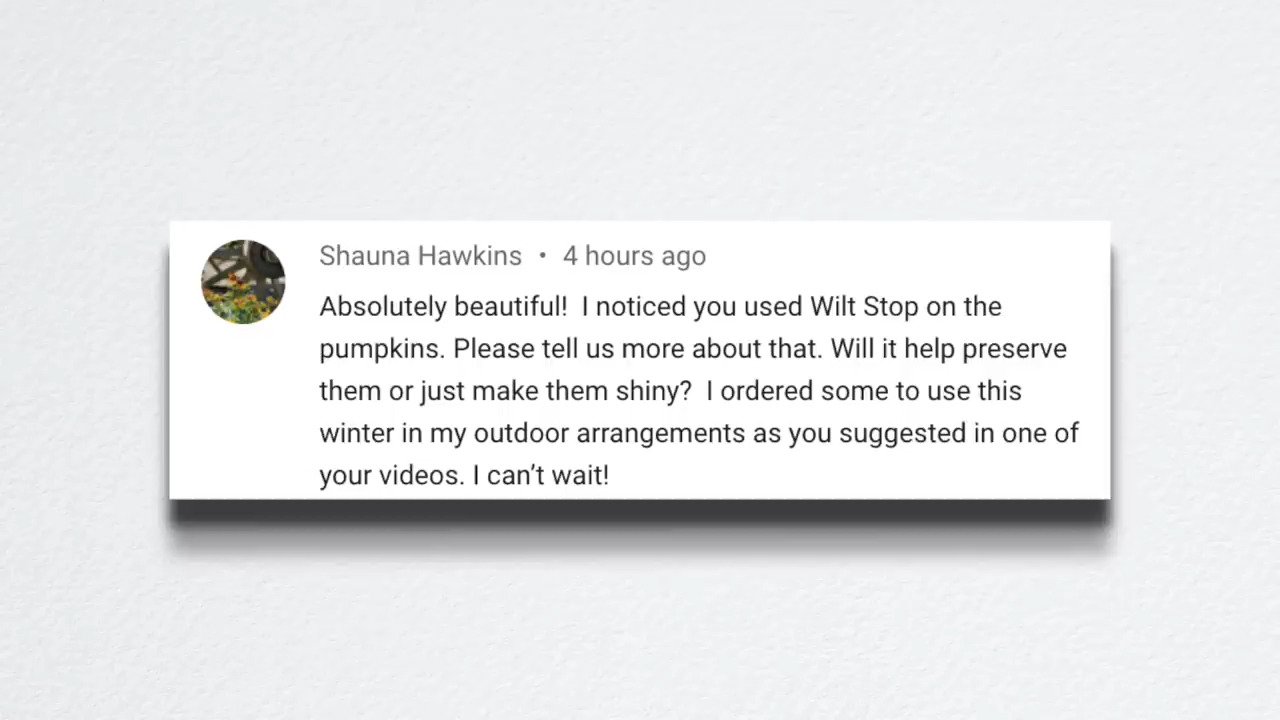 Shauna Hawkins • 4 hours ago
Absolutely beautiful!  I noticed you used Wilt Stop on the
pumpkins. Please tell us more about that. Will it help preserve
them or just make them shiny?  I ordered some to use this
winter in my outdoor arrangements as you suggested in one of
your videos. I can’t wait!